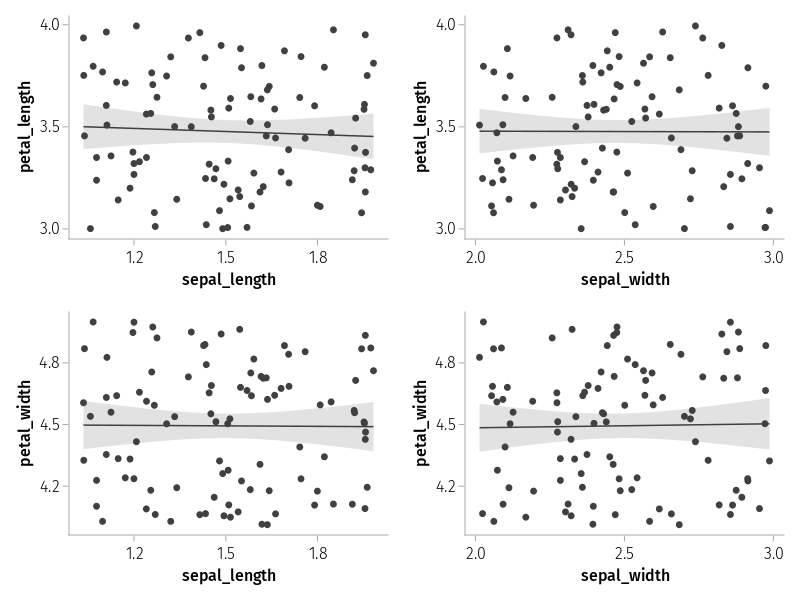 4.0
3.5
3.0
petal_length
1.2 1.5 1.8
sepal_length
4.0
3.5
3.0
petal_length
2.0 2.5 3.0
sepal_width
4.8
4.5
4.2
petal_width
1.2 1.5 1.8
sepal_length
4.8
4.5
4.2
petal_width
2.0 2.5 3.0
sepal_width